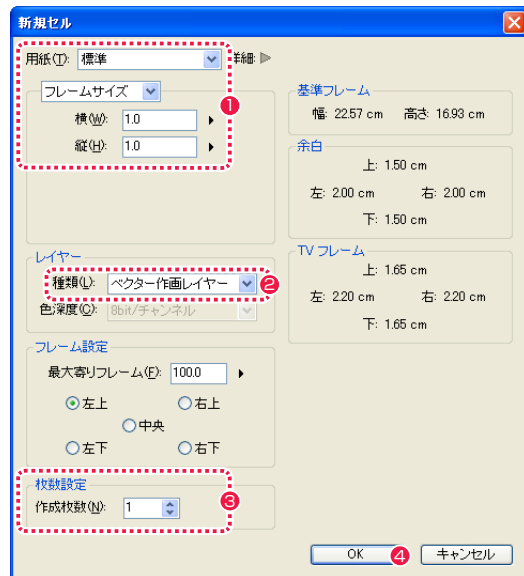 新規セル
用紙(T): 標準 詳細:
フレームサイズ
❶
横(W): 1.0
縦(H): 1.0
レイヤー
種類(L): ベクター作画レイヤー ❷
色深度(C): 8bit/チャンネル
フレーム設定
最大寄りフレーム(F): 100.0
左上 右上
中央
左下 右下
枚数設定
❸
作成枚数(N): 1
基準フレーム
幅: 22.57 cm 高さ: 16.93 cm
余白
上: 1.50 cm
左: 2.00 cm 右: 2.00 cm
下: 1.50 cm
TV フレーム
上: 1.65 cm
左: 2.20 cm 右: 2.20 cm
下: 1.65 cm
OK ❹ キャンセル